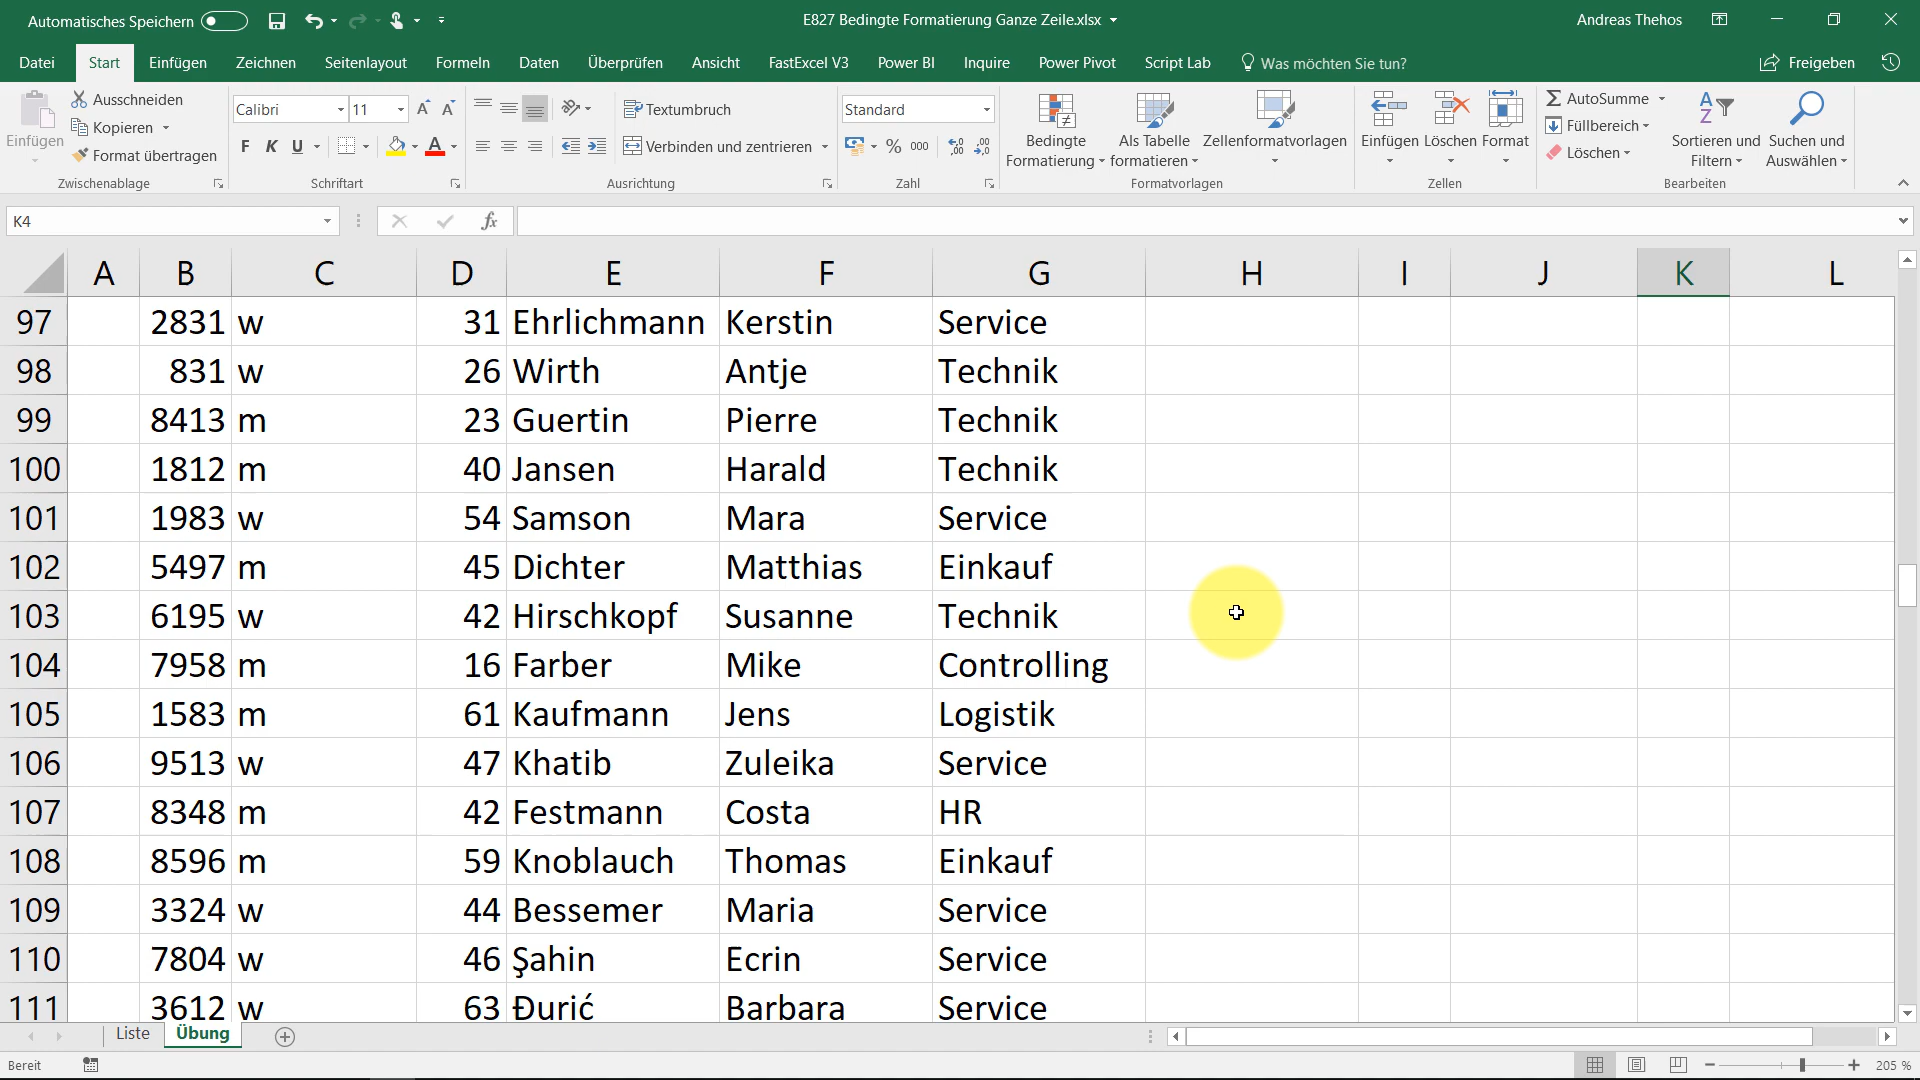 Automatisches Speichern
E827 Bedingte Formatierung Ganze Zeile.xlsx
Andreas Thehos
Datei Start Einfügen Zeichnen Seitenlayout Formeln Daten Überprüfen Ansicht FastExcel V3 Power BI Inquire Power Pivot Script Lab Was möchten Sie tun? Freigeben
Einfügen
Ausschneiden
Kopieren
Format übertragen
Zwischenablage
Calibri 11
F K U
Schriftart
Textumbruch
Verbinden und zentrieren
Ausrichtung
Standard
% 000
Zahl
Bedingte Formatierung
Als Tabelle formatieren
Zellenformatvorlagen
Formatvorlagen
Einfügen Löschen Format
Zellen
AutoSumme
Füllbereich
Löschen
Sortieren und Filtern
Suchen und Auswählen
Bearbeiten
K4
fx
A B C D E F G H I J K L
97 2831 w 31 Ehrlichmann Kerstin Service
98 831 w 26 Wirth Antje Technik
99 8413 m 23 Guertin Pierre Technik
100 1812 m 40 Jansen Harald Technik
101 1983 w 54 Samson Mara Service
102 5497 m 45 Dichter Matthias Einkauf
103 6195 w 42 Hirschkopf Susanne Technik
104 7958 m 16 Farber Mike Controlling
105 1583 m 61 Kaufmann Jens Logistik
106 9513 w 47 Khatib Zuleika Service
107 8348 m 42 Festmann Costa HR
108 8596 m 59 Knoblauch Thomas Einkauf
109 3324 w 44 Bessemer Maria Service
110 7804 w 46 Şahin Ecrin Service
111 3612 w 63 Đurić Barbara Service
Liste Übung
Bereit
205 %